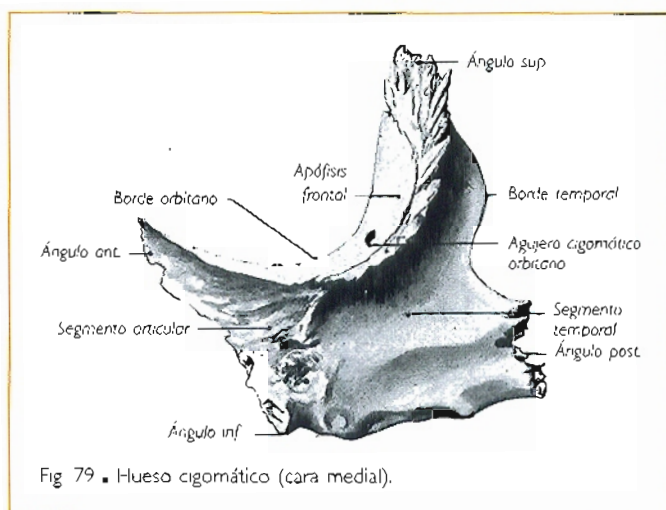 Ángulo sup
Apófisis
frontal
Borde orbitano
Borde temporal
Ángulo ant.
Agujero cigomático
orbitano
Segmento articular
Segmento
temporal
Ángulo post.
Ángulo inf
Fig 79 ▪ Hueso cigomático (cara medial).